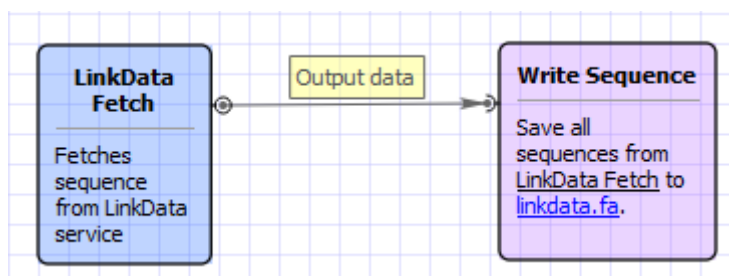 LinkData
Fetch
Fetches
sequence
from LinkData
service
Output data
Write Sequence
Save all
sequences from
LinkData Fetch to
linkdata.fa.